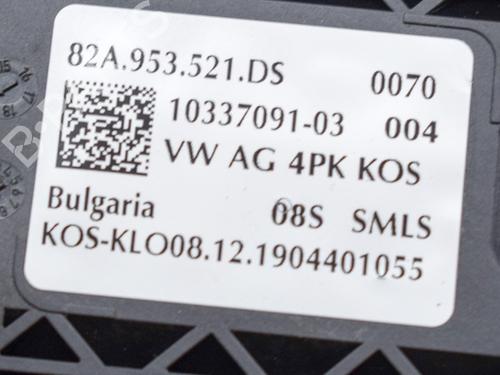 82A.953.521.DS 0070
10337091-03 004
VW AG 4PK KOS
Bulgaria 08S SMLS
KOS-KLO08.12.1904401055